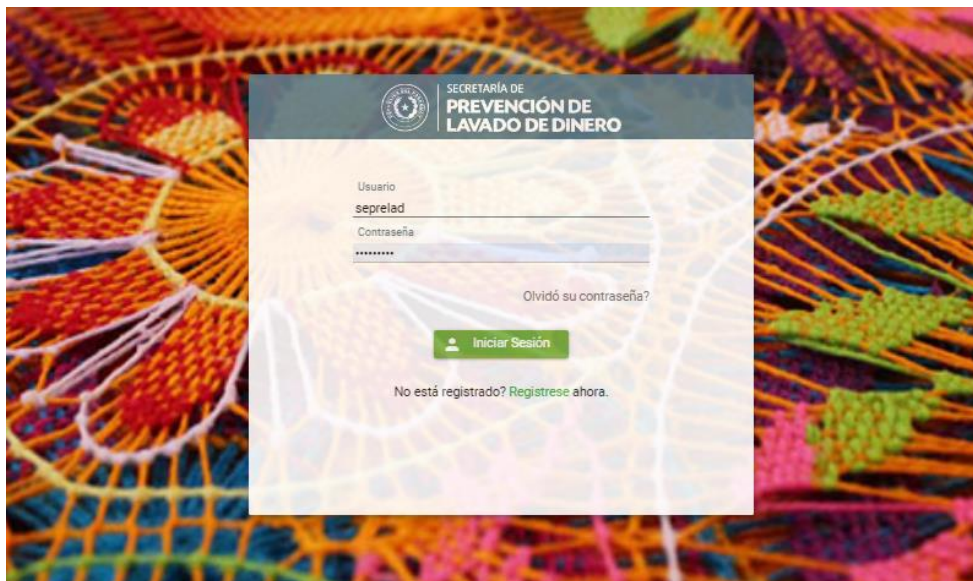 SECRETARÍA DE
PREVENCIÓN DE
LAVADO DE DINERO
Usuario
seprelad
Contraseña
•••••••••
Olvidó su contraseña?
Iniciar Sesión
No está registrado? Registrese ahora.